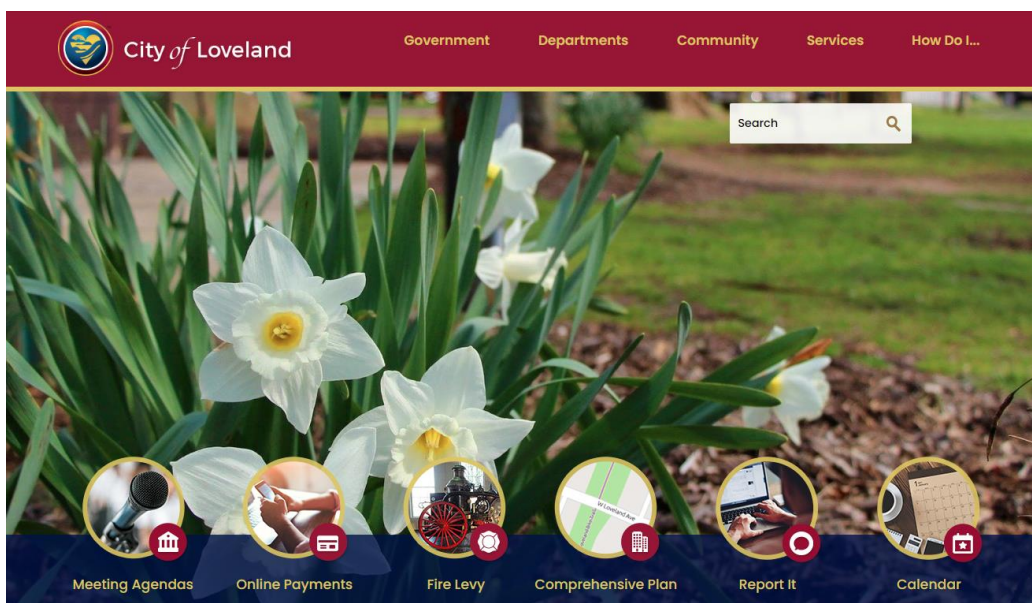 City of Loveland
Government Departments Community Services How Do I...
Search
W Loveland Ave
Meeting Agendas Online Payments Fire Levy Comprehensive Plan Report It Calendar